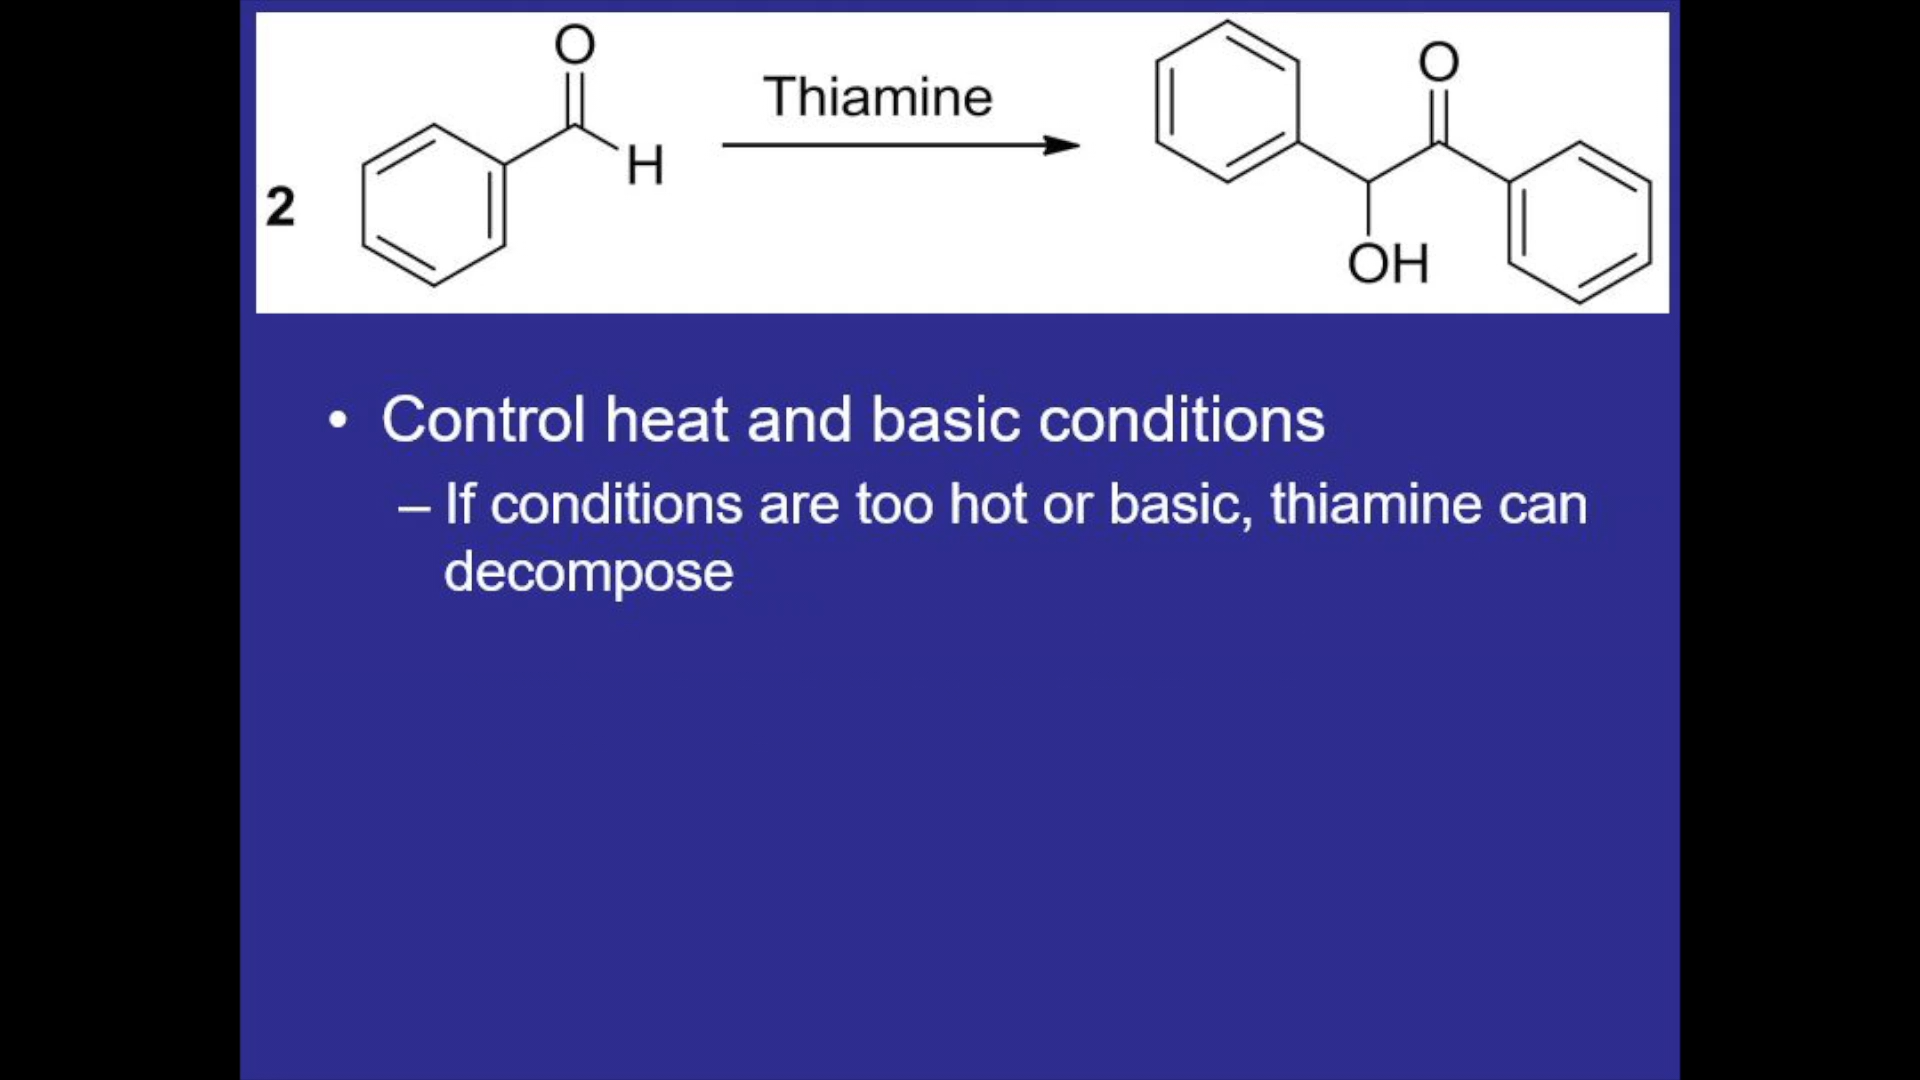 O
Thiamine
O
H
2
OH
• Control heat and basic conditions
– If conditions are too hot or basic, thiamine can
decompose